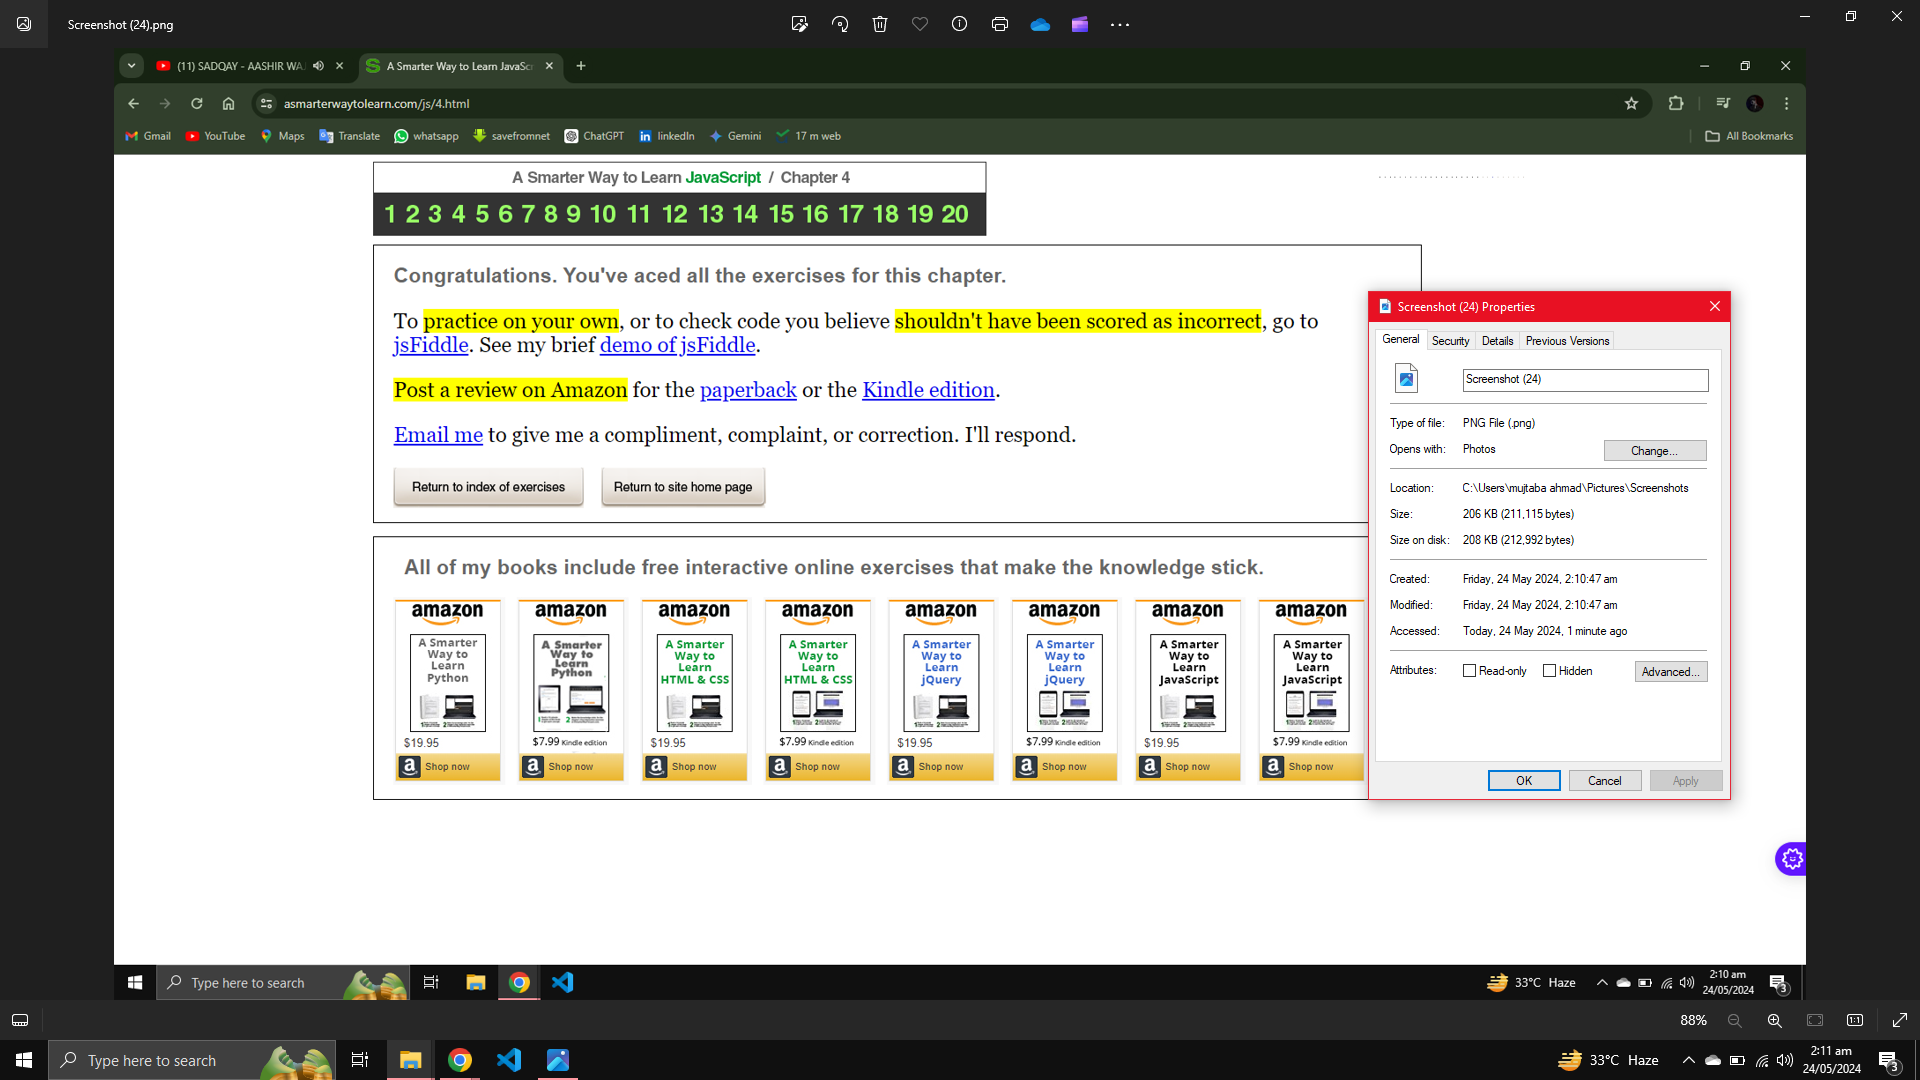 Screenshot (24).png
(11) SADQAY - AASHIR WA
A Smarter Way to Learn JavaSc
asmarterwaytolearn.com/js/4.html
Gmail YouTube Maps Translate whatsapp savefromnet ChatGPT linkedIn Gemini 17 m web All Bookmarks
A Smarter Way to Learn JavaScript / Chapter 4
1 2 3 4 5 6 7 8 9 10 11 12 13 14 15 16 17 18 19 20
Congratulations. You've aced all the exercises for this chapter.
To practice on your own, or to check code you believe shouldn't have been scored as incorrect, go to
jsFiddle. See my brief demo of jsFiddle.
Post a review on Amazon for the paperback or the Kindle edition.
Email me to give me a compliment, complaint, or correction. I'll respond.
Return to index of exercises Return to site home page
All of my books include free interactive online exercises that make the knowledge stick.
amazon
A Smarter
Way to
Learn
Python
$19.95
a Shop now
amazon
A Smarter
Way to
Learn
Python
$7.99 Kindle edition
a Shop now
amazon
A Smarter
Way to
Learn
HTML & CSS
$19.95
a Shop now
amazon
A Smarter
Way to
Learn
HTML & CSS
$7.99 Kindle edition
a Shop now
amazon
A Smarter
Way to
Learn
jQuery
$19.95
a Shop now
amazon
A Smarter
Way to
Learn
jQuery
$7.99 Kindle edition
a Shop now
amazon
A Smarter
Way to
Learn
JavaScript
$19.95
a Shop now
amazon
A Smarter
Way to
Learn
JavaScript
$7.99 Kindle edition
a Shop now
Screenshot (24) Properties
General Security Details Previous Versions
Screenshot (24)
Type of file: PNG File (.png)
Opens with: Photos Change...
Location: C:\Users\mujtaba ahmad\Pictures\Screenshots
Size: 206 KB (211,115 bytes)
Size on disk: 208 KB (212,992 bytes)
Created: Friday, 24 May 2024, 2:10:47 am
Modified: Friday, 24 May 2024, 2:10:47 am
Accessed: Today, 24 May 2024, 1 minute ago
Attributes: Read-only Hidden Advanced...
OK Cancel Apply
Type here to search
33°C Haze
2:10 am
24/05/2024
3
88%
1:1
Type here to search
33°C Haze
2:11 am
24/05/2024
3